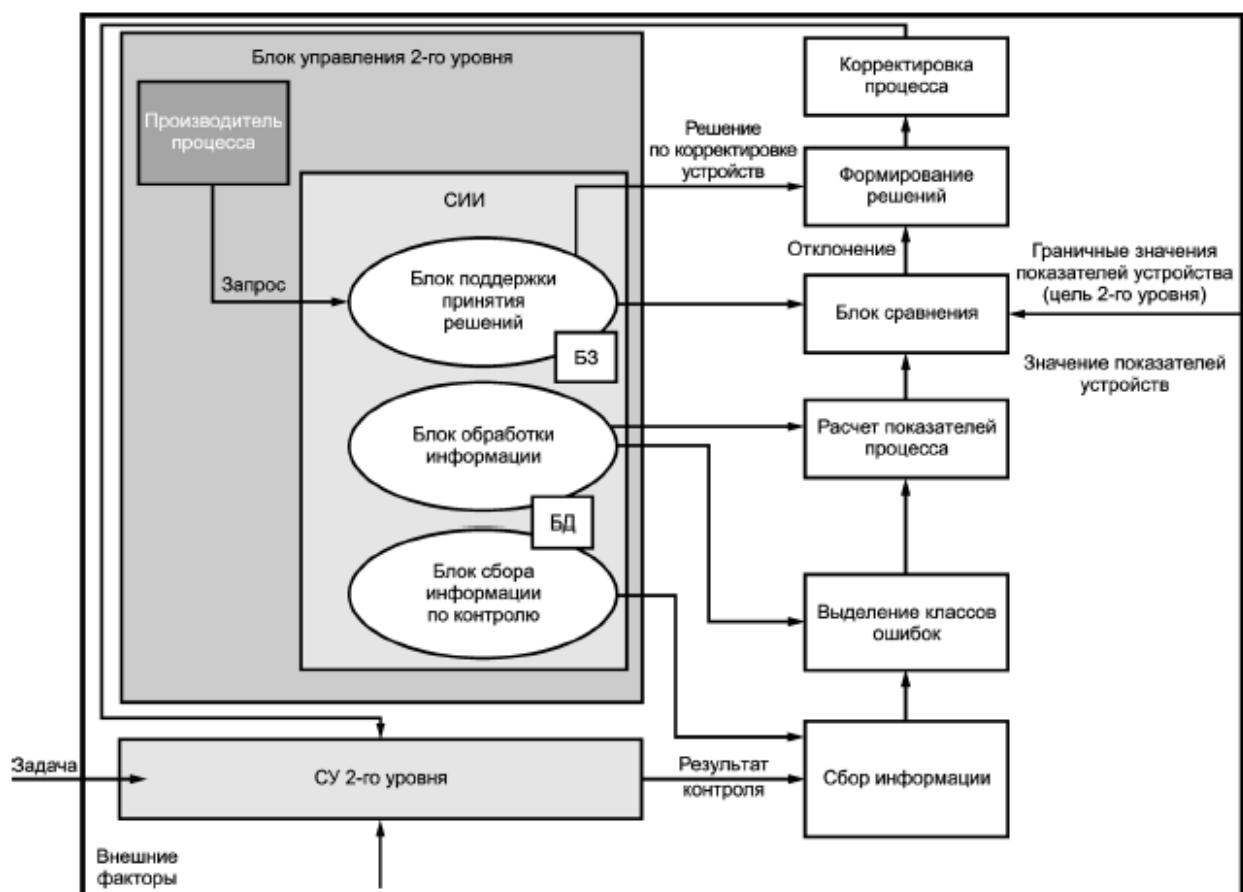 Блок управления 2-го уровня
Производитель
процесса
СИИ
Запрос
Блок поддержки
принятия
решений
БЗ
Блок обработки
информации
БД
Блок сбора
информации
по контролю
Решение
по корректировке
устройств
Корректировка
процесса
Формирование
решений
Отклонение
Блок сравнения
Граничные значения
показателей устройства
(цель 2-го уровня)
Значение показателей
устройств
Расчет показателей
процесса
Выделение классов
ошибок
Задача
СУ 2-го уровня
Результат
контроля
Сбор информации
Внешние
факторы